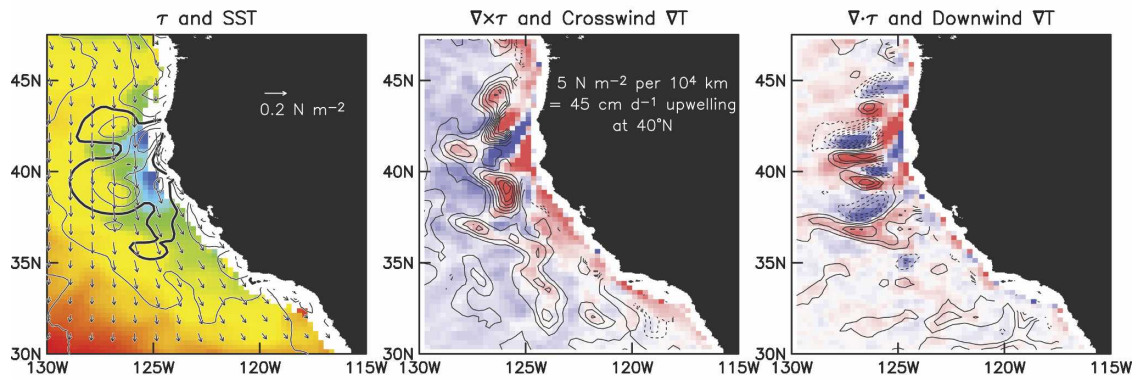 τ and SST
∇×τ and Crosswind ∇T
∇·τ and Downwind ∇T
45N
40N
35N
30N
130W 125W 120W 115W
0.2 N m⁻²
45N
40N
35N
30N
130W 125W 120W 115W
5 N m⁻² per 10⁴ km
= 45 cm d⁻¹ upwelling
at 40°N
45N
40N
35N
30N
130W 125W 120W 115W